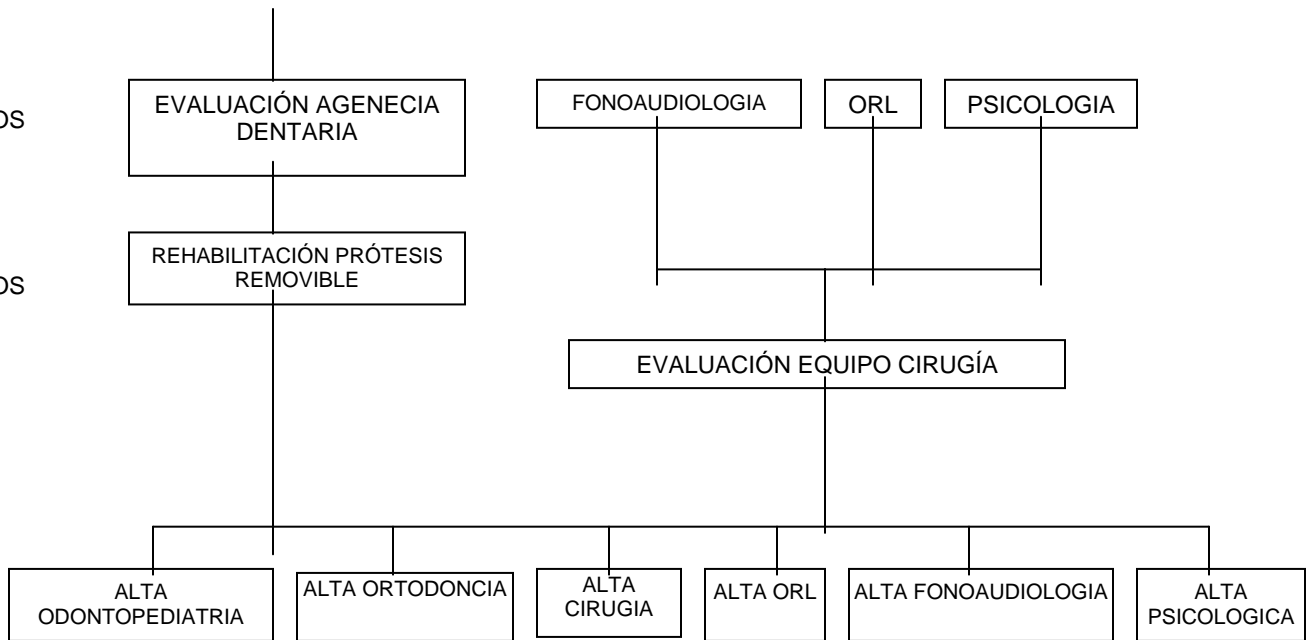 EVALUACIÓN AGENECIA
DENTARIA
FONOAUDIOLOGIA
ORL
PSICOLOGIA
OS
REHABILITACIÓN PRÓTESIS
REMOVIBLE
OS
EVALUACIÓN EQUIPO CIRUGÍA
ALTA
ODONTOPEDIATRIA
ALTA ORTODONCIA
ALTA
CIRUGIA
ALTA ORL
ALTA FONOAUDIOLOGIA
ALTA
PSICOLOGICA